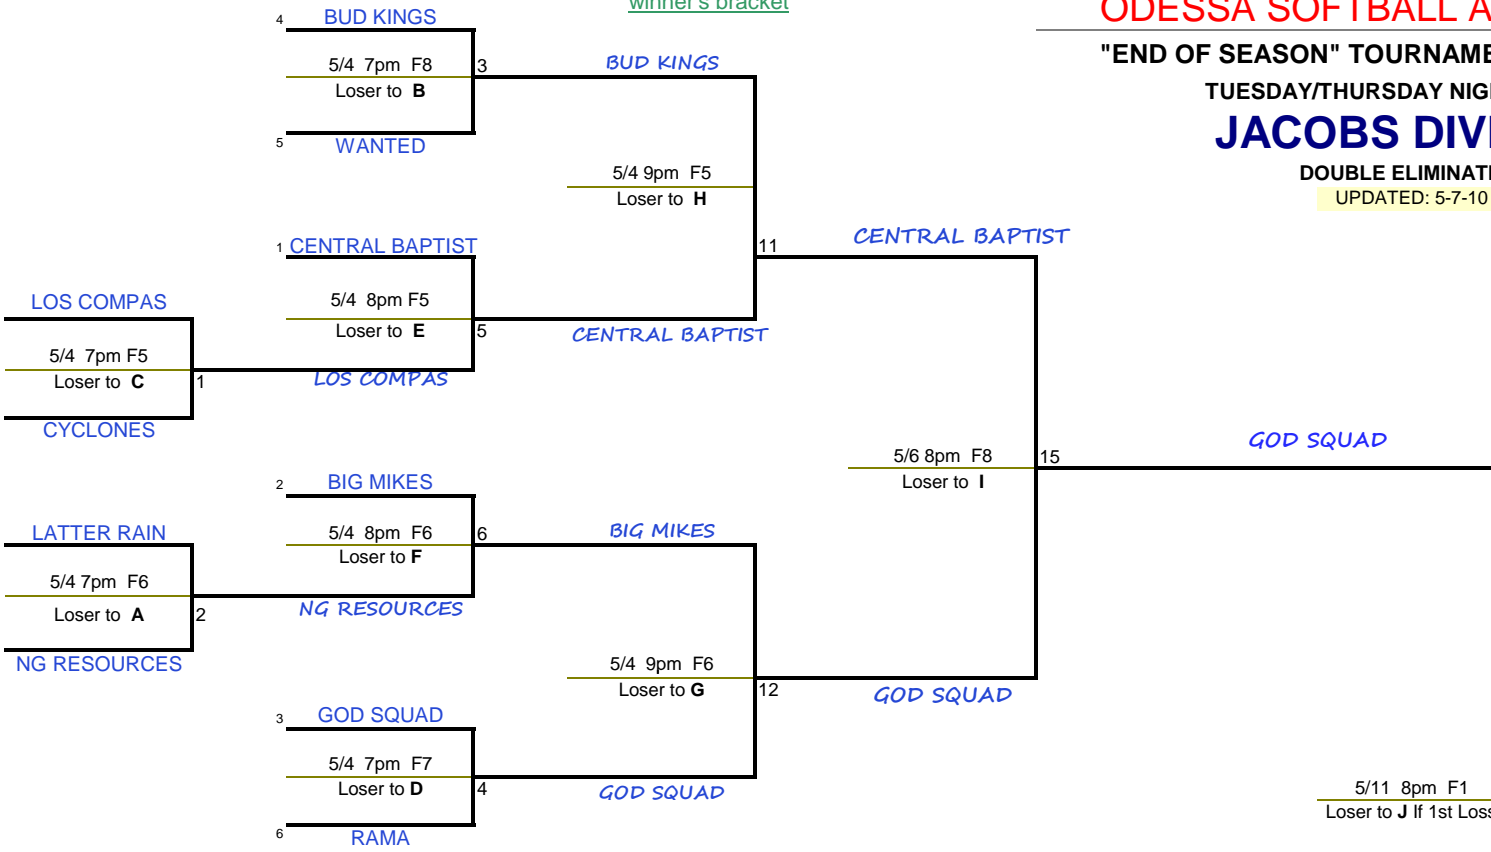 winner's bracket
ODESSA SOFTBALL A
"END OF SEASON" TOURNAME
TUESDAY/THURSDAY NIG
JACOBS DIV
DOUBLE ELIMINAT
UPDATED: 5-7-10
4 BUD KINGS
5/4 7pm F8 3
Loser to B
5 WANTED
BUD KINGS
5/4 9pm F5
Loser to H
11
1 CENTRAL BAPTIST
5/4 8pm F5
Loser to E 5
CENTRAL BAPTIST
LOS COMPAS
5/4 7pm F5
Loser to C 1
CYCLONES
LOS COMPAS
CENTRAL BAPTIST
5/6 8pm F8 15
Loser to I
GOD SQUAD
2 BIG MIKES
5/4 8pm F6 6
Loser to F
BIG MIKES
LATTER RAIN
5/4 7pm F6
Loser to A 2
NG RESOURCES
NG RESOURCES
5/4 9pm F6
Loser to G 12
GOD SQUAD
3 GOD SQUAD
5/4 7pm F7
Loser to D 4
6 RAMA
GOD SQUAD
5/11 8pm F1
Loser to J If 1st Loss